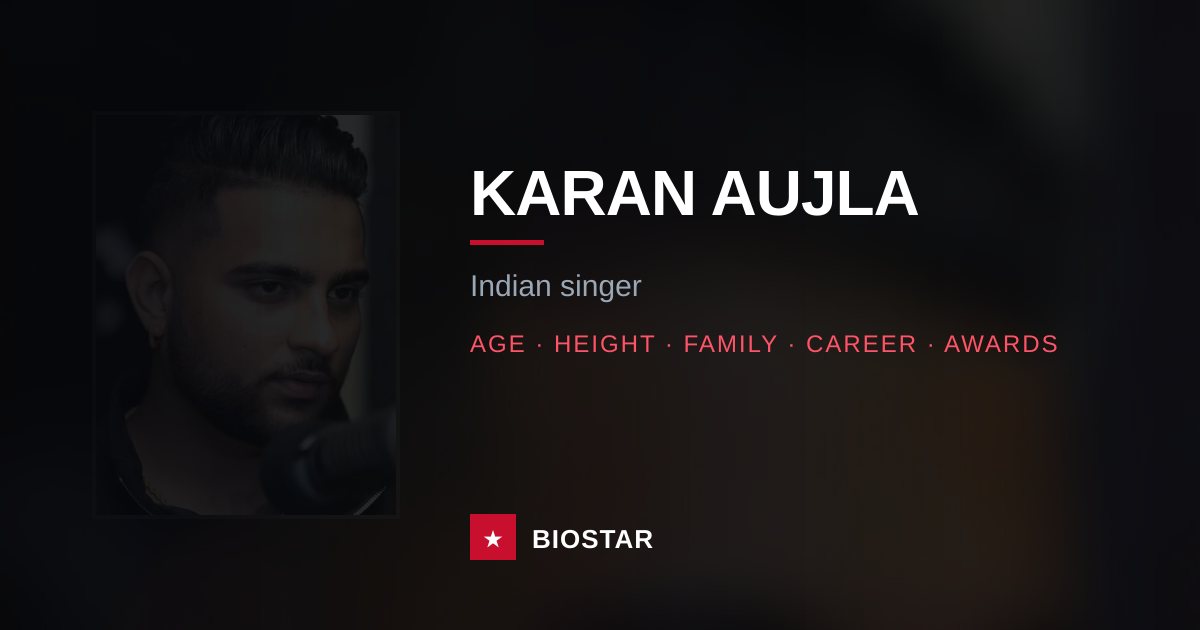 KARAN AUJLA
Indian singer
AGE · HEIGHT · FAMILY · CAREER · AWARDS
BIOSTAR